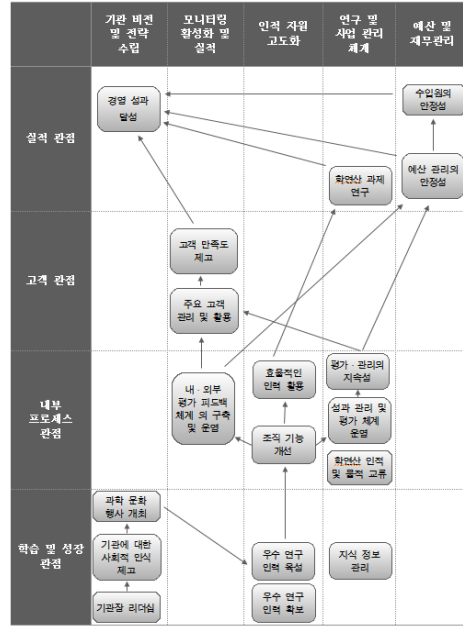 기관 비전
및 전략
수립
모니터링
활성화 및
실적
인적 자원
고도화
연구 및
사업 관리
체계
예산 및
재무관리
실적 관점
경영 성과
달성
수입원의
안정성
학연산 과제
연구
예산 관리의
안정성
고객 관점
고객 만족도
제고
주요 고객
관리 및 활용
내부
프로세스
관점
내·외부
평가 피드백
체계 의 구축
및 운영
효율적인
인력 활용
조직 기능
개선
평가·관리의
지속성
성과 관리 및
평가 체계
운영
학연산 인적
및 물적 교류
학습 및 성장
관점
과학 문화
행사 개최
기관에 대한
사회적 인식
제고
기관장 리더십
우수 연구
인력 육성
우수 연구
인력 확보
지식 정보
관리